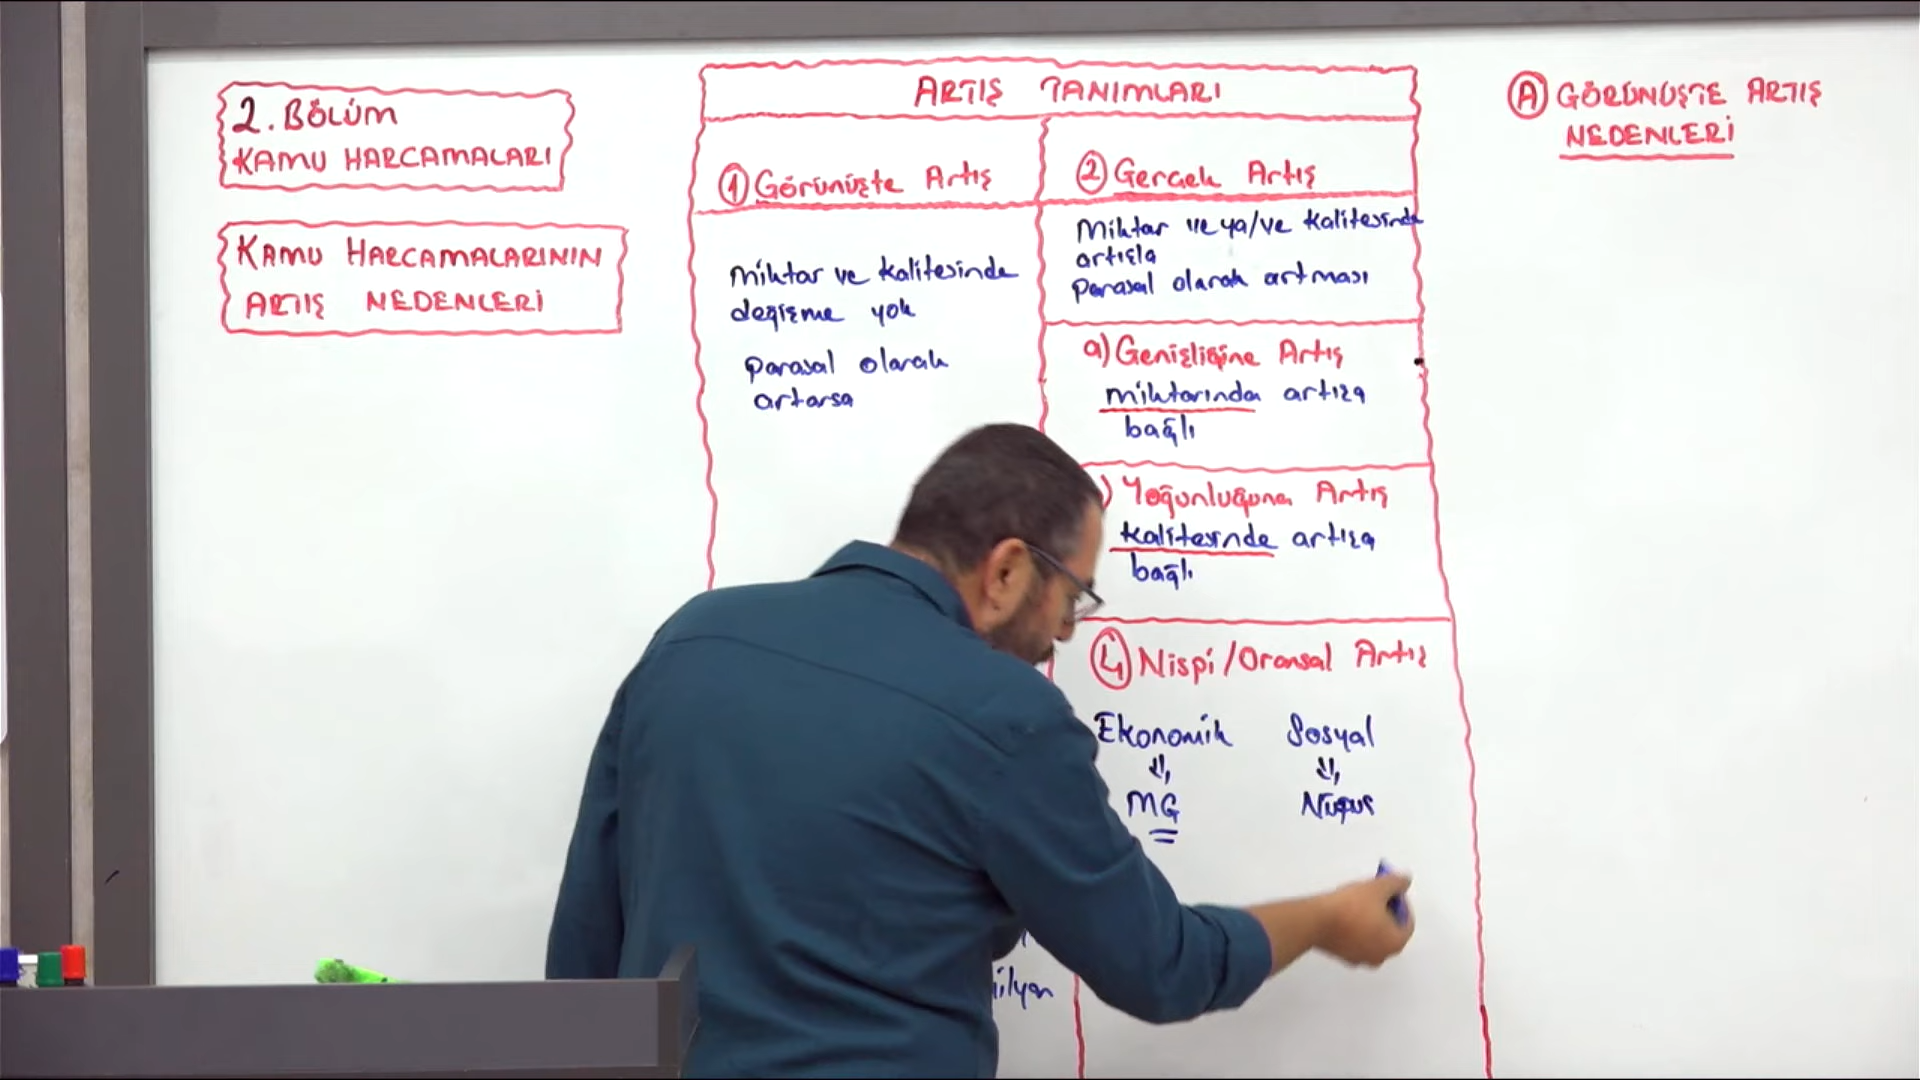 2. BÖLÜM
KAMU HARCAMALARI
KAMU HARCAMALARININ
ARTIŞ NEDENLERİ
ARTIŞ TANIMLARI
① Görünüşte Artış
miktar ve kalitesinde
değişme yok
parasal olarak
artarsa
② Gerçek Artış
Miktar veya/ve kalitesinde
artışla
parasal olarak artması
a) Genişliğine Artış
miktarında artışa
bağlı
) Yoğunluğuna Artış
kalitesinde artışa
bağlı
④ Nispi/Oransal Artış
Ekonomik Sosyal
MG Nüfus
ilyon
Ⓐ GÖRÜNÜŞTE ARTIŞ
NEDENLERİ